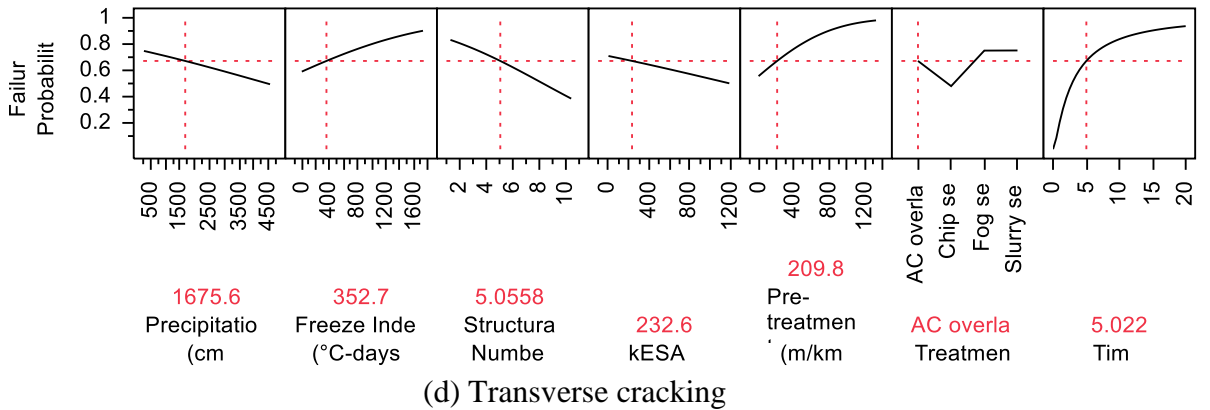 Failur
Probabilit
1
0.8
0.6
0.4
0.2
500
1500
2500
3500
4500
0
400
800
1200
1600
2
4
6
8
10
0
400
800
1200
0
400
800
1200
AC overla
Chip se
Fog se
Slurry se
0
5
10
15
20
1675.6
Precipitatio
(cm
352.7
Freeze Inde
(°C-days
5.0558
Structura
Numbe
232.6
kESA
209.8
Pre-
treatmen
(m/km
AC overla
Treatmen
5.022
Tim
(d) Transverse cracking